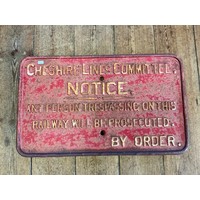 CHESHIRE LINES COMMITTEE.
NOTICE.
ANY PERSON TRESPASSING ON THIS
RAILWAY WILL BE PROSECUTED.
BY ORDER.